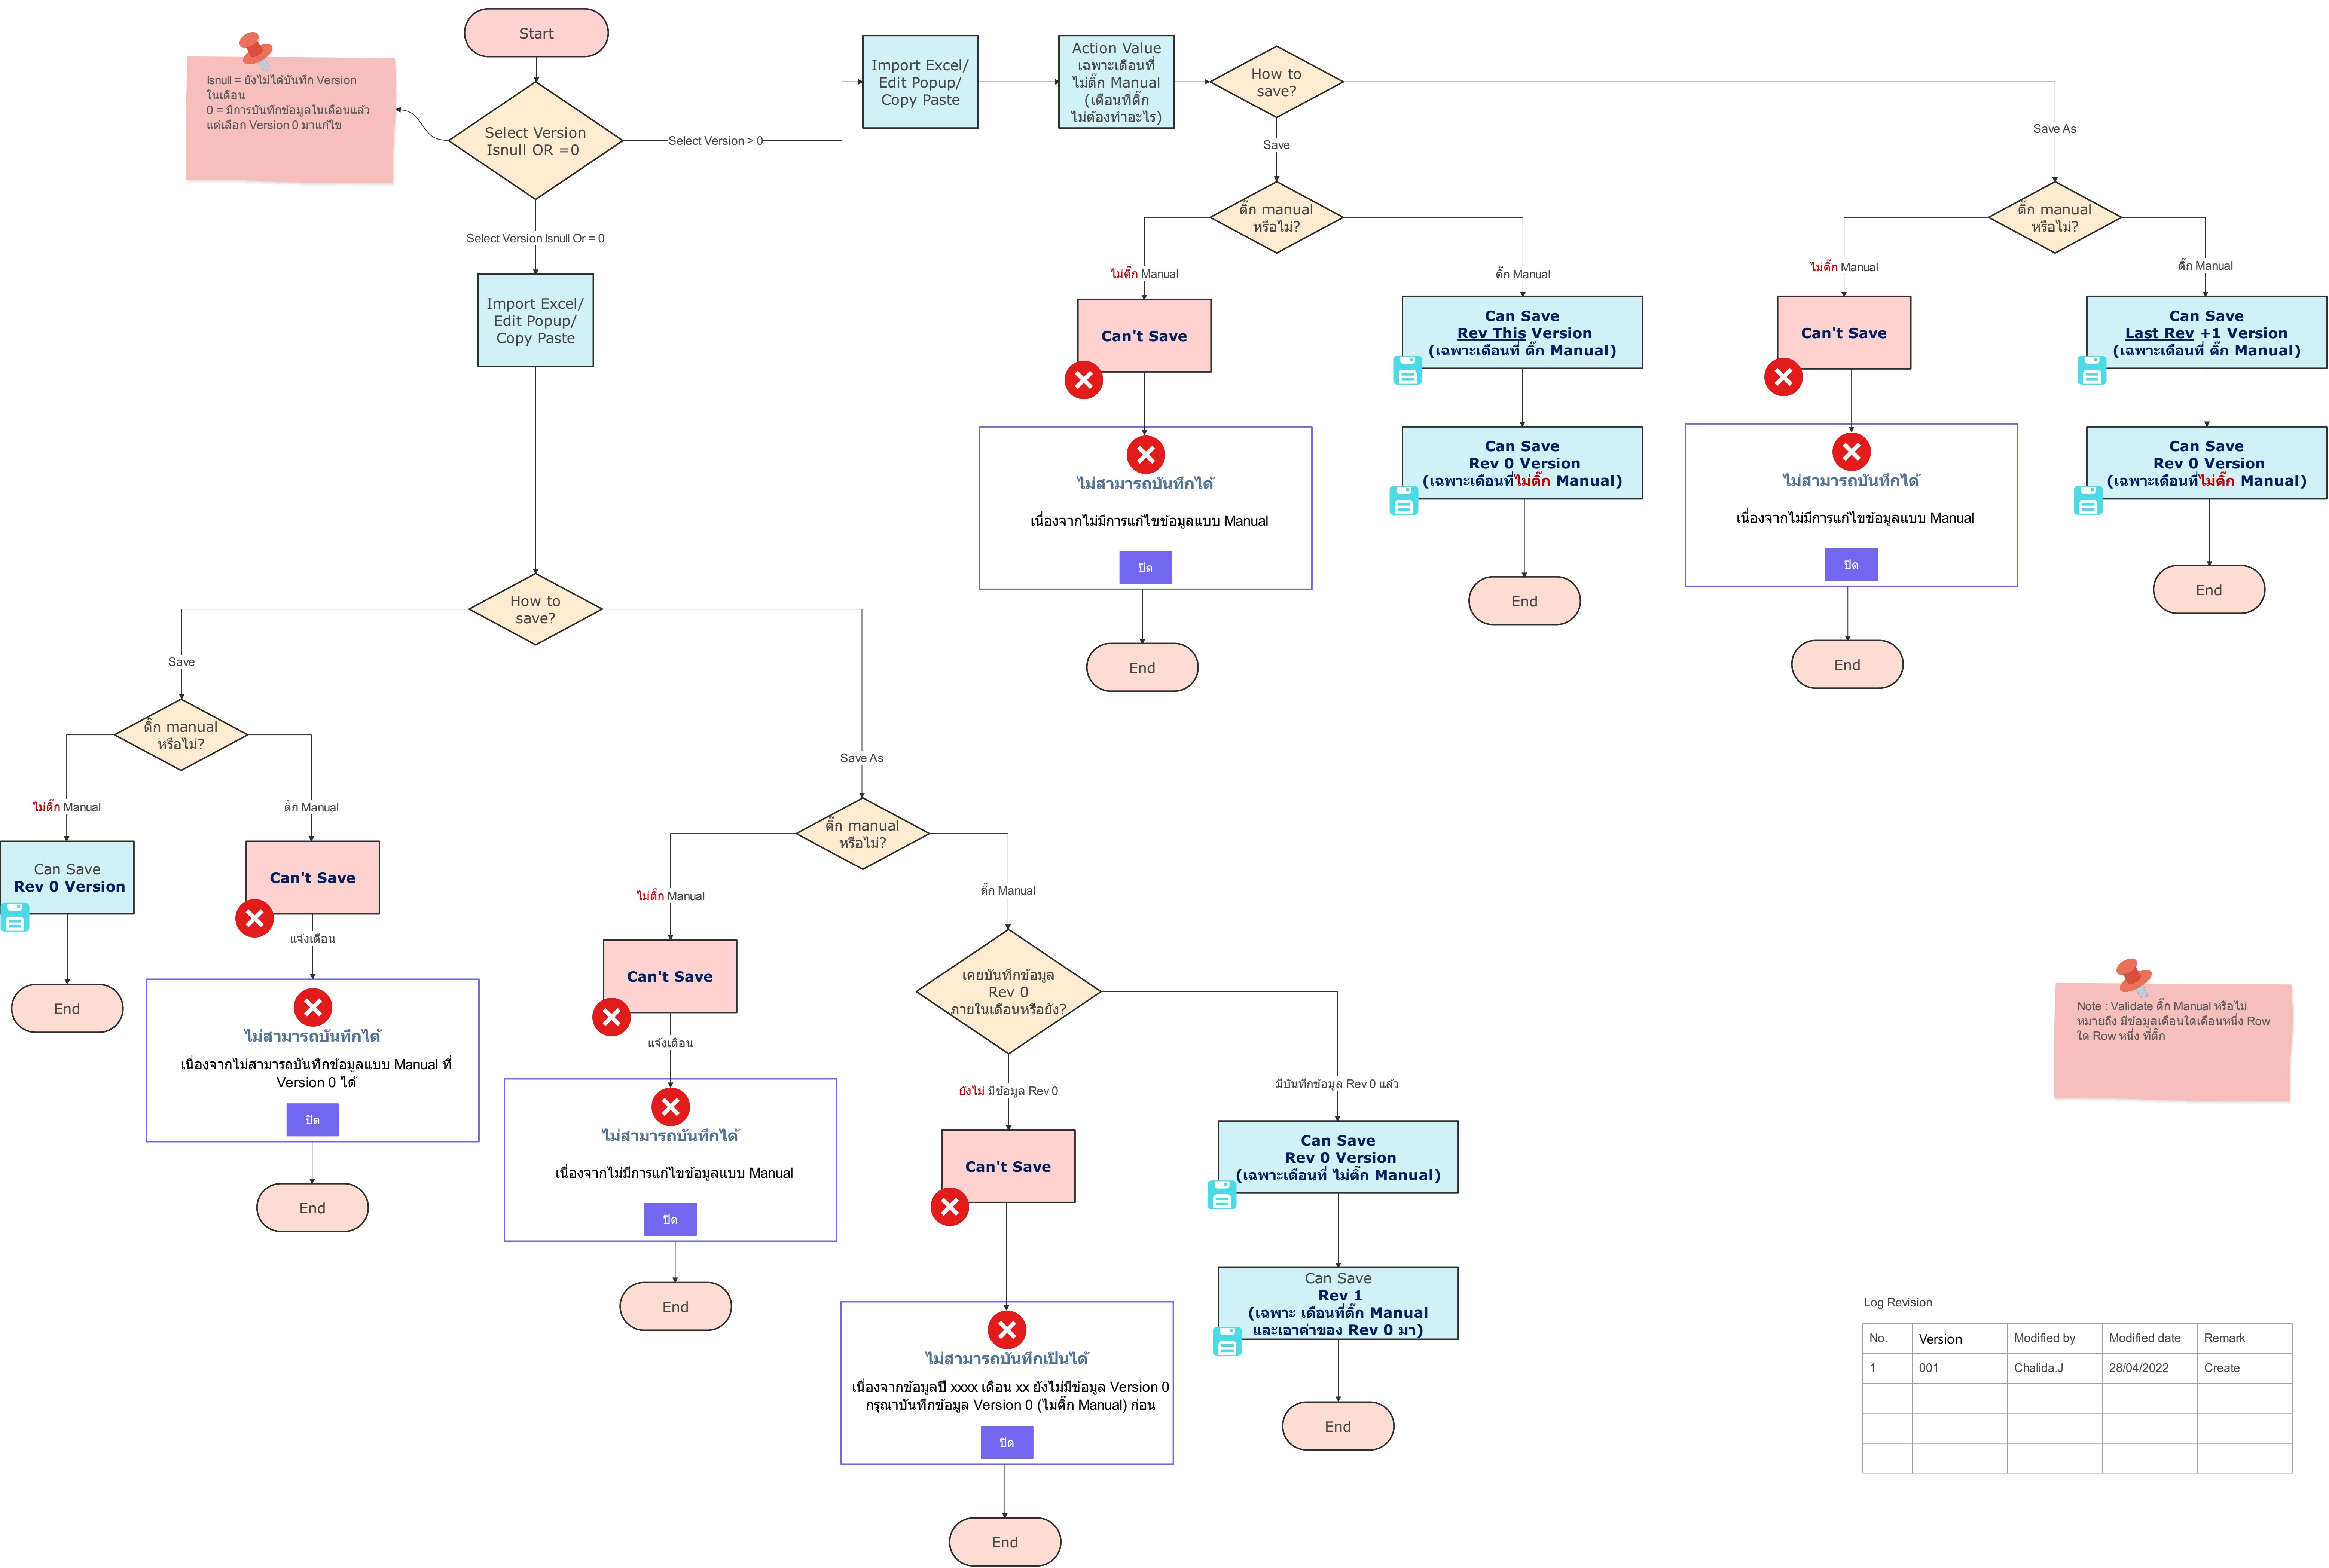 Start
Isnull = ยังไม่ได้บันทึก Version
ในเดือน
0 = มีการบันทึกข้อมูลในเดือนแล้ว
แต่เลือก Version 0 มาแก้ไข
Select Version
Isnull OR =0
Select Version > 0
Import Excel/
Edit Popup/
Copy Paste
Action Value
เฉพาะเดือนที่
ไม่ติ๊ก Manual
(เดือนที่ติ๊ก
ไม่ต้องทำอะไร)
How to
save?
Save
Save As
ติ๊ก manual
หรือไม่?
ไม่ติ๊ก Manual
ติ๊ก Manual
Can't Save
Can Save
Rev This Version
(เฉพาะเดือนที่ ติ๊ก Manual)
ไม่สามารถบันทึกได้
เนื่องจากไม่มีการแก้ไขข้อมูลแบบ Manual
ปิด
End
Can Save
Rev 0 Version
(เฉพาะเดือนที่ไม่ติ๊ก Manual)
End
ติ๊ก manual
หรือไม่?
ไม่ติ๊ก Manual
ติ๊ก Manual
Can't Save
Can Save
Last Rev +1 Version
(เฉพาะเดือนที่ ติ๊ก Manual)
ไม่สามารถบันทึกได้
เนื่องจากไม่มีการแก้ไขข้อมูลแบบ Manual
ปิด
End
Can Save
Rev 0 Version
(เฉพาะเดือนที่ไม่ติ๊ก Manual)
End
Select Version Isnull Or = 0
Import Excel/
Edit Popup/
Copy Paste
How to
save?
Save
Save As
ติ๊ก manual
หรือไม่?
ไม่ติ๊ก Manual
ติ๊ก Manual
Can Save
Rev 0 Version
End
Can't Save
แจ้งเตือน
ไม่สามารถบันทึกได้
เนื่องจากไม่สามารถบันทึกข้อมูลแบบ Manual ที่
Version 0 ได้
ปิด
End
ติ๊ก manual
หรือไม่?
ไม่ติ๊ก Manual
ติ๊ก Manual
Can't Save
แจ้งเตือน
ไม่สามารถบันทึกได้
เนื่องจากไม่มีการแก้ไขข้อมูลแบบ Manual
ปิด
End
เคยบันทึกข้อมูล
Rev 0
ภายในเดือนหรือยัง?
ยังไม่ มีข้อมูล Rev 0
มีบันทึกข้อมูล Rev 0 แล้ว
Can't Save
ไม่สามารถบันทึกเป็นได้
เนื่องจากข้อมูลปี xxxx เดือน xx ยังไม่มีข้อมูล Version 0
กรุณาบันทึกข้อมูล Version 0 (ไม่ติ๊ก Manual) ก่อน
ปิด
End
Can Save
Rev 0 Version
(เฉพาะเดือนที่ ไม่ติ๊ก Manual)
Can Save
Rev 1
(เฉพาะ เดือนที่ติ๊ก Manual
และเอาค่าของ Rev 0 มา)
End
Note : Validate ติ๊ก Manual หรือไม่
หมายถึง มีข้อมูลเดือนใดเดือนหนึ่ง Row
ใด Row หนึ่ง ที่ติ๊ก
Log Revision
No. Version Modified by Modified date Remark
1 001 Chalida.J 28/04/2022 Create